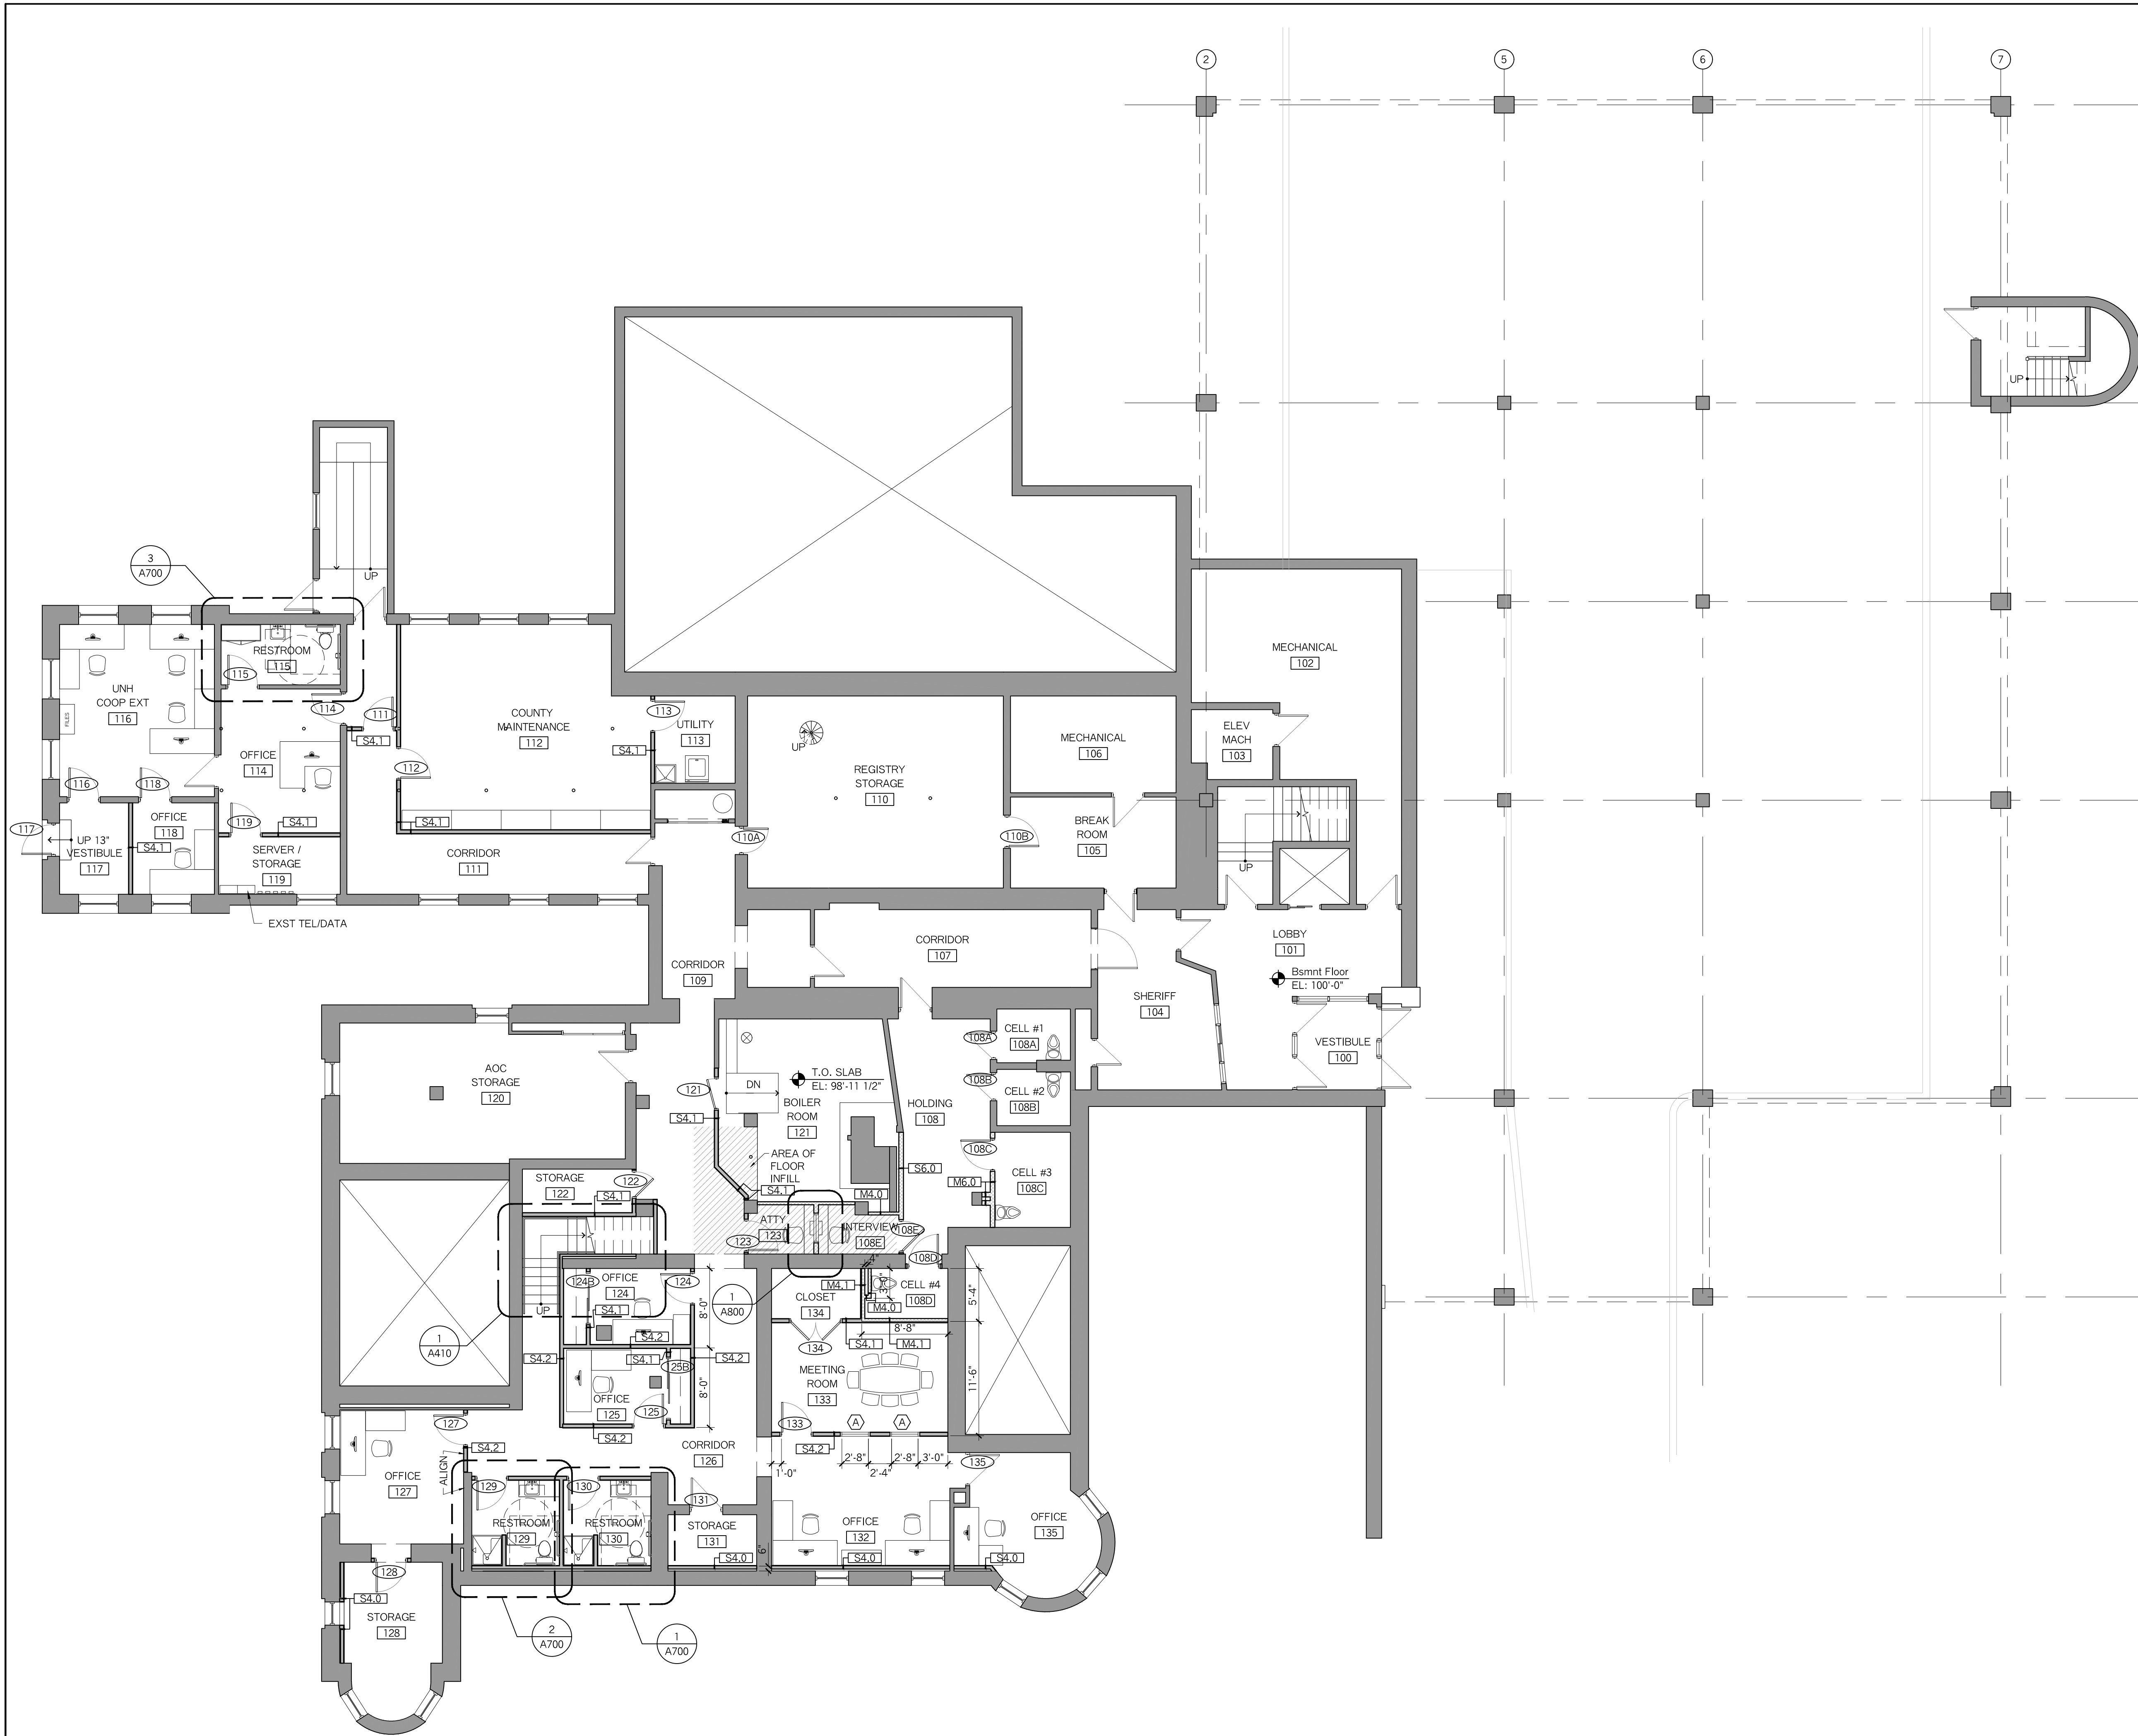 2
5
6
7
UP
3
A700
UP
RESTROOM
115
115
UNH
COOP EXT
116
FILES
114
111
S4.1
COUNTY
MAINTENANCE
112
113
UTILITY
113
S4.1
UP
REGISTRY
STORAGE
110
MECHANICAL
106
MECHANICAL
102
ELEV
MACH
103
OFFICE
114
112
116
118
OFFICE
118
119
S4.1
S4.1
117
UP 13"
VESTIBULE
117
S4.1
SERVER /
STORAGE
119
CORRIDOR
111
110A
110B
BREAK
ROOM
105
UP
EXST TEL/DATA
CORRIDOR
109
CORRIDOR
107
LOBBY
101
Bsmnt Floor
EL: 100'-0"
SHERIFF
104
VESTIBULE
100
AOC
STORAGE
120
121
S4.1
DN
T.O. SLAB
EL: 98'-11 1/2"
BOILER
ROOM
121
AREA OF
FLOOR
INFILL
S4.1
HOLDING
108
108A
CELL #1
108A
108B
CELL #2
108B
108C
CELL #3
108C
S6.0
M6.0
M4.0
STORAGE
122
122
S4.1
ATTY
123
123
INTERVIEW
108E
108E
108D
UP
124B
OFFICE
124
124
S4.1
S4.2
8'-0"
1
A800
CLOSET
134
M4.1
4"
3'-0"
CELL #4
108D
M4.0
5'-4"
8'-8"
S4.1
M4.1
134
1
A410
S4.2
S4.1
125B
S4.2
8'-0"
OFFICE
125
125
S4.2
MEETING
ROOM
133
11'-6"
133
A
A
S4.2
127
S4.2
ALIGN
OFFICE
127
CORRIDOR
126
1'-0"
2'-8"
2'-4"
2'-8"
3'-0"
135
129
130
131
RESTROOM
129
RESTROOM
130
STORAGE
131
6"
S4.0
OFFICE
132
S4.0
OFFICE
135
S4.0
128
S4.0
STORAGE
128
2
A700
1
A700